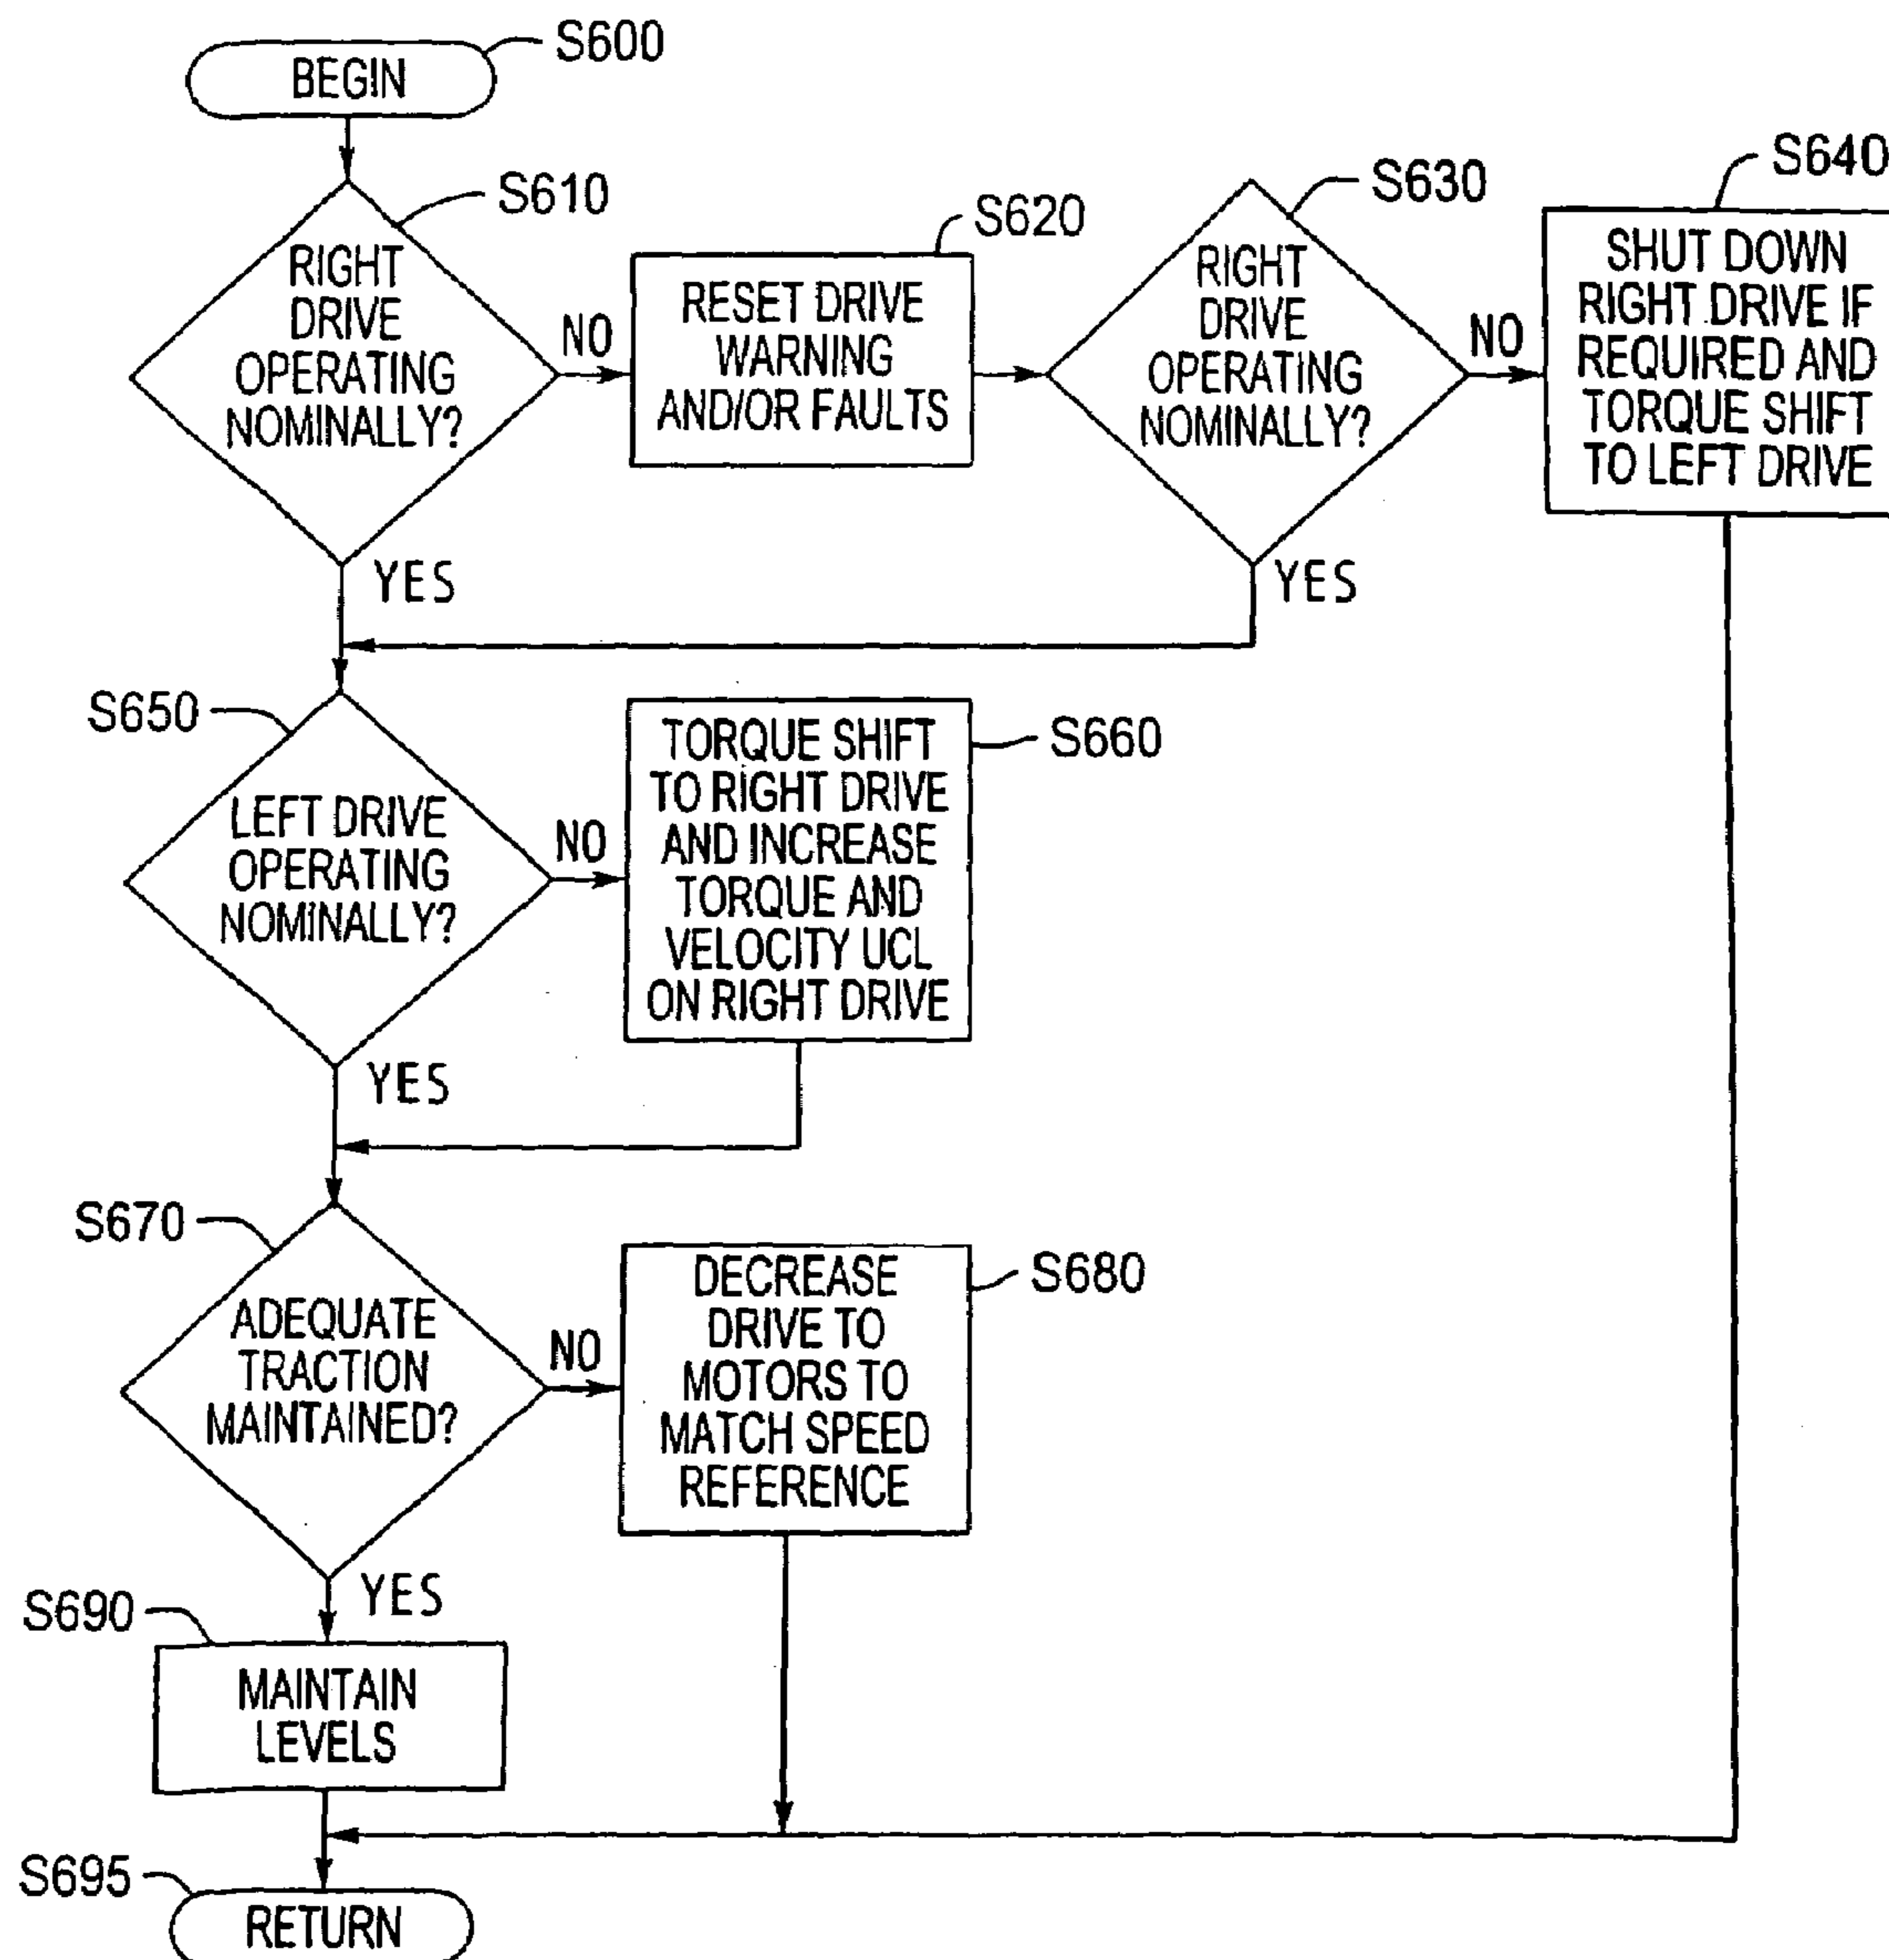 S600
BEGIN
S610
RIGHT
DRIVE
OPERATING
NOMINALLY?
NO
YES
S620
RESET DRIVE
WARNING
AND/OR FAULTS
S630
RIGHT
DRIVE
OPERATING
NOMINALLY?
NO
YES
S640
SHUT DOWN
RIGHT DRIVE IF
REQUIRED AND
TORQUE SHIFT
TO LEFT DRIVE
S650
LEFT DRIVE
OPERATING
NOMINALLY?
NO
YES
S660
TORQUE SHIFT
TO RIGHT DRIVE
AND INCREASE
TORQUE AND
VELOCITY UCL
ON RIGHT DRIVE
S670
ADEQUATE
TRACTION
MAINTAINED?
NO
YES
S680
DECREASE
DRIVE TO
MOTORS TO
MATCH SPEED
REFERENCE
S690
MAINTAIN
LEVELS
S695
RETURN